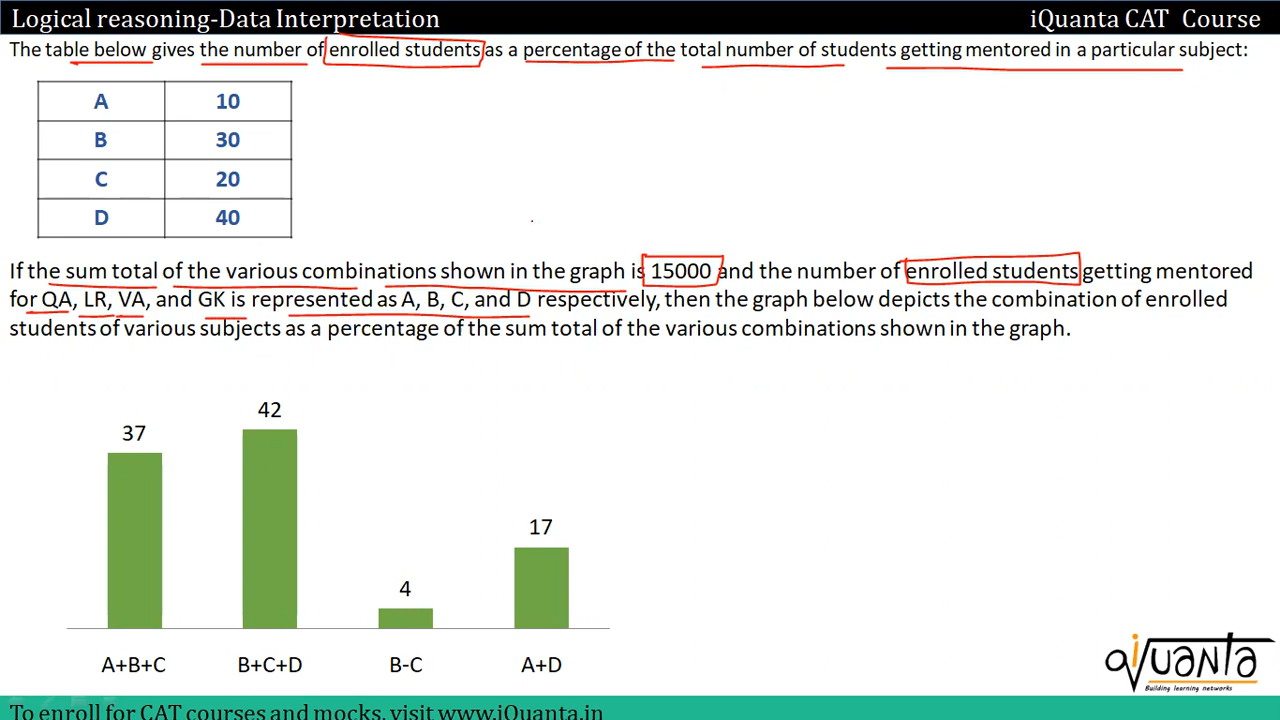 Logical reasoning-Data Interpretation
iQuanta CAT Course
The table below gives the number of enrolled students as a percentage of the total number of students getting mentored in a particular subject:
A 10
B 30
C 20
D 40
If the sum total of the various combinations shown in the graph is 15000 and the number of enrolled students getting mentored
for QA, LR, VA, and GK is represented as A, B, C, and D respectively, then the graph below depicts the combination of enrolled
students of various subjects as a percentage of the sum total of the various combinations shown in the graph.
37
42
4
17
A+B+C
B+C+D
B-C
A+D
iQuanta
Building learning networks
To enroll for CAT courses and mocks, visit www.iQuanta.in